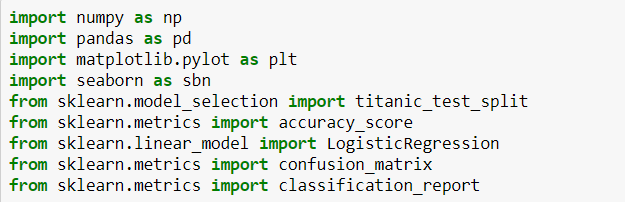 import numpy as np
import pandas as pd
import matplotlib.pylot as plt
import seaborn as sbn
from sklearn.model_selection import titanic_test_split
from sklearn.metrics import accuracy_score
from sklearn.linear_model import LogisticRegression
from sklearn.metrics import confusion_matrix
from sklearn.metrics import classification_report